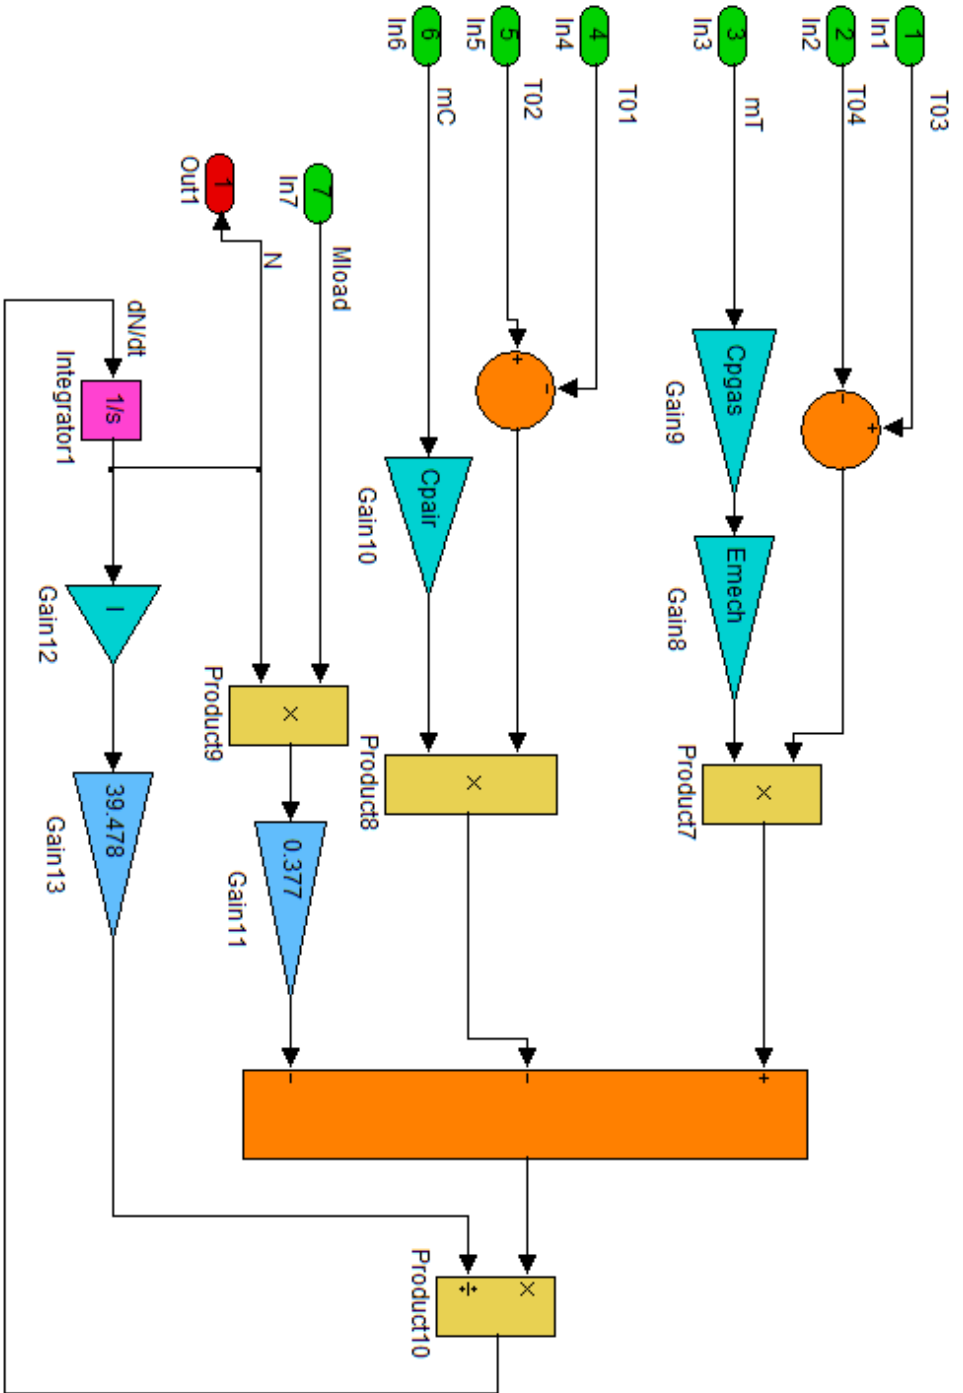 1
In1
T03
2
In2
T04
+
-
3
In3
mT
Cpgas
Gain9
Emech
Gain8
×
Product7
4
In4
T01
5
In5
T02
-
+
6
In6
mC
Cpair
Gain10
×
Product8
7
In7
Mload
1
Out1
N
×
Product9
0.377
Gain11
+
-
-
dN/dt
1/s
Integrator1
I
Gain12
39.478
Gain13
×
÷
Product10